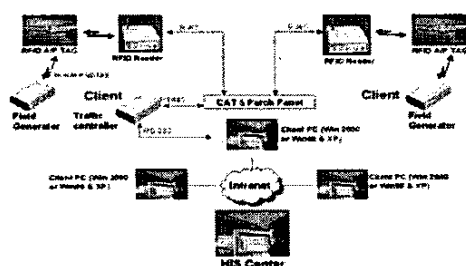 RFID A/P TAG
RFID Reader
RFID Reader
RFID A/P TAG
Client
Client
Field
Generator
Traffic
controller
CAT 5 Patch Panel
Field
Generator
Client PC (Win 2000
or Win98 & XP)
Client PC (Win 2000
or Win98 & XP)
Intranet
Client PC (Win 2000
or Win98 & XP)
HIS Center